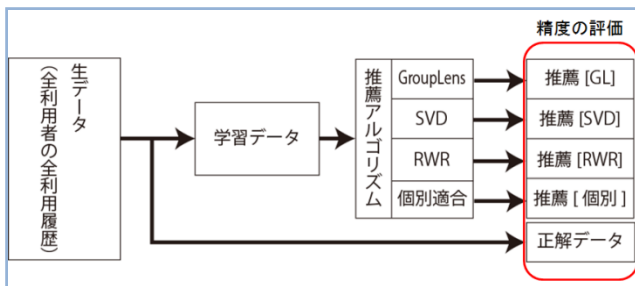 精度の評価
生データ
(全利用者の全利用履歴)
学習データ
推薦アルゴリズム
GroupLens
SVD
RWR
個別適合
推薦 [GL]
推薦 [SVD]
推薦 [RWR]
推薦 [ 個別 ]
正解データ